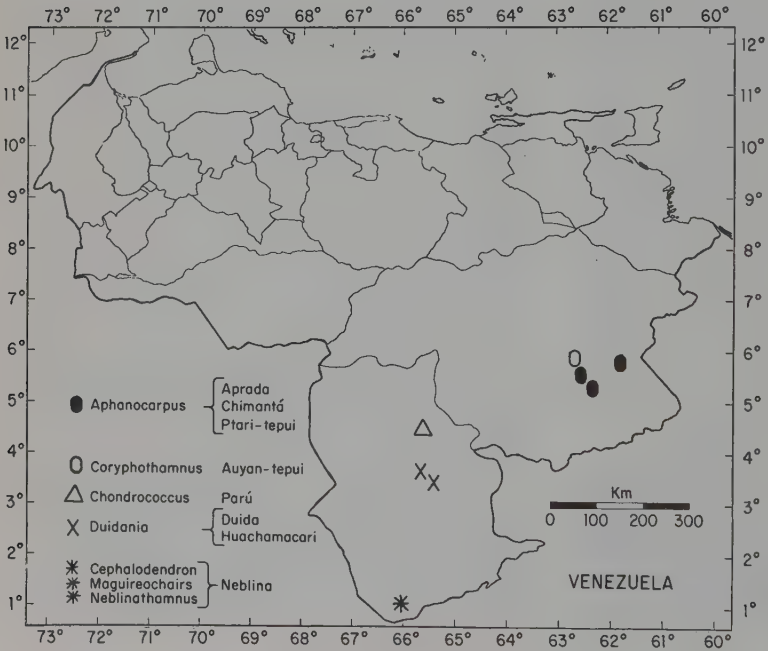 73° 72° 71° 70° 69° 68° 67° 66° 65° 64° 63° 62° 61° 60°
12° 12°
11° 11°
10° 10°
9° 9°
8° 8°
7° 7°
6° 6°
5° 5°
4° 4°
3° 3°
2° 2°
1° 1°
Aphanocarpus
Aprada
Chimantá
Ptari-tepui
Coryphothamnus Auyan-tepui
Chondrococcus Parú
Duidania
Duida
Huachamacari
Cephalodendron
Maguireochairs
Neblinathamnus
Neblina
Km
0 100 200 300
VENEZUELA
73° 72° 71° 70° 69° 68° 67° 66° 65° 64° 63° 62° 61° 60°